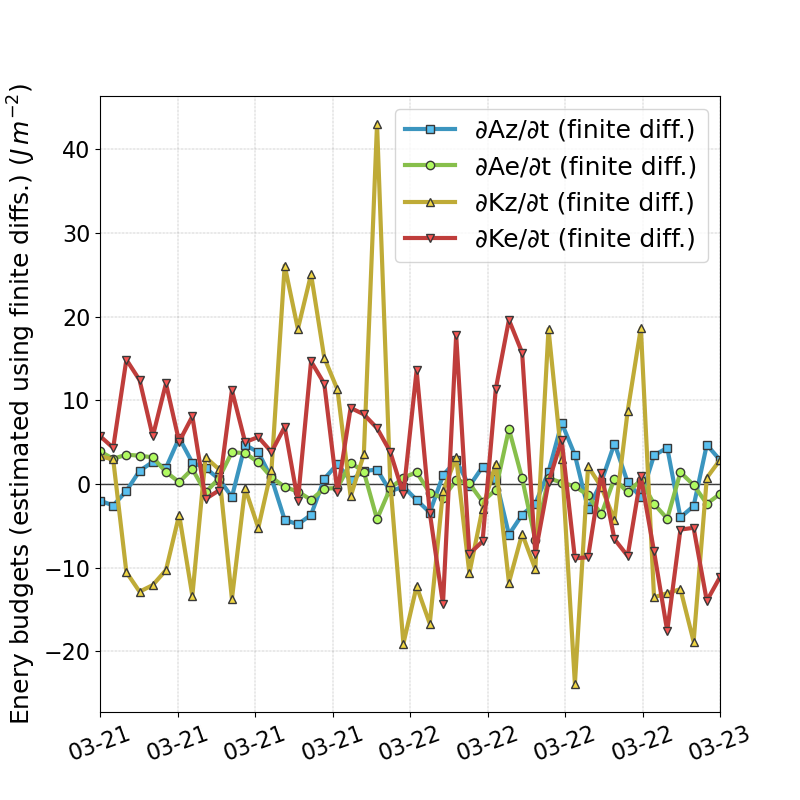 Enery budgets (estimated using finite diffs.) (J m⁻²)
∂Az/∂t (finite diff.)
∂Ae/∂t (finite diff.)
∂Kz/∂t (finite diff.)
∂Ke/∂t (finite diff.)
40
30
20
10
0
−10
−20
03-21 03-21 03-21 03-21 03-22 03-22 03-22 03-22 03-23